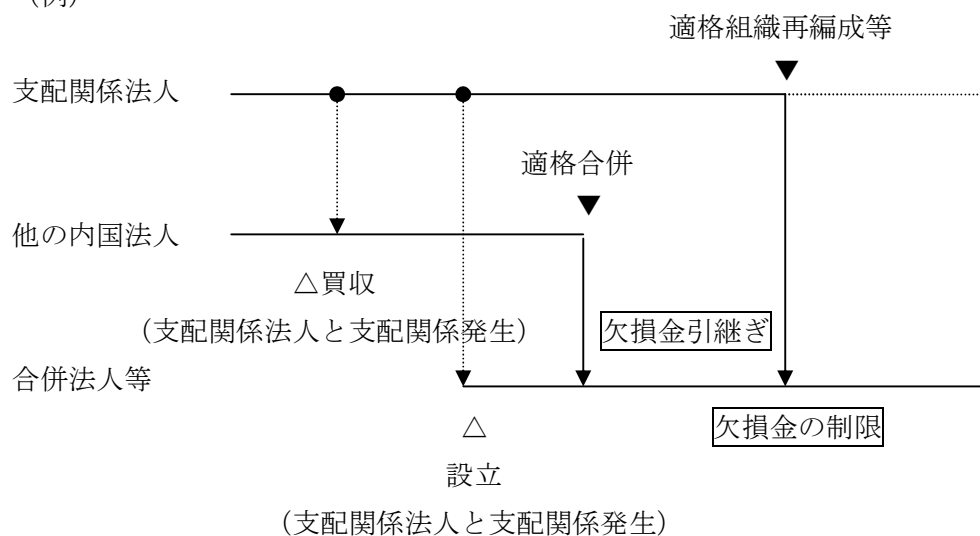 （例）
適格組織再編成等
▼
支配関係法人
適格合併
▼
他の内国法人
△買収
（支配関係法人と支配関係発生）
欠損金引継ぎ
合併法人等
△
欠損金の制限
設立
（支配関係法人と支配関係発生）